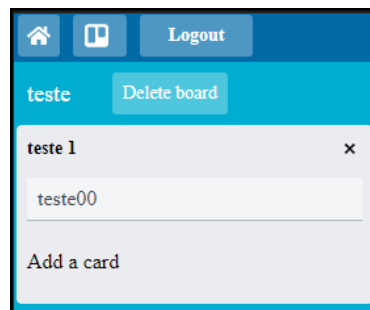 Logout
teste
Delete board
teste 1
×
teste00
Add a card